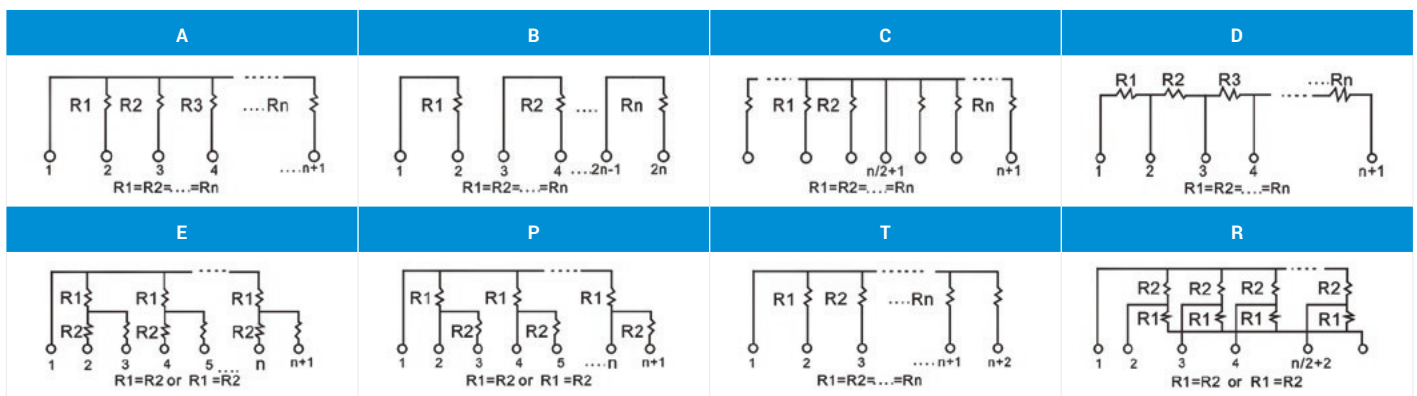 A
B
C
D
R1 R2 R3 ....Rn
1 2 3 4 ....n+1
R1=R2=....=Rn
R1 R2 .... Rn
1 2 3 4 ....2n-1 2n
R1=R2=....=Rn
R1 R2 Rn
n/2+1 n+1
R1=R2=....=Rn
R1 R2 R3 ....Rn
1 2 3 4 n+1
R1=R2=....=Rn
E
P
T
R
R1 R1 R1
R2 R2 R2
1 2 3 4 5 .... n n+1
R1=R2 or R1 =R2
R1 R1 R1
R2 R2 R2
1 2 3 4 5 ....n n+1
R1=R2 or R1 =R2
R1 R2 ....Rn
1 2 3 ....n+1 n+2
R1=R2=....=Rn
R2 R2 R2 R2
R1 R1 R1 R1
1 2 3 4 n/2+2
R1=R2 or R1 =R2